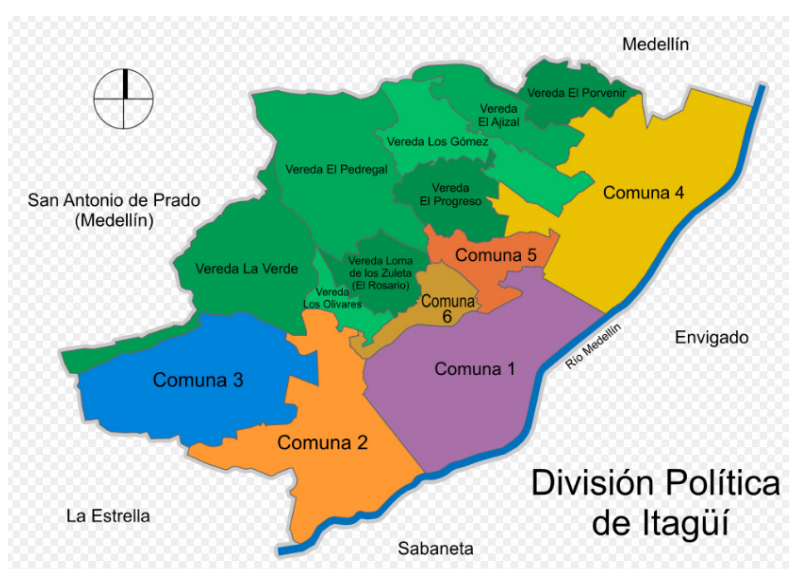 Medellín
Vereda El Porvenir
Vereda
El Ajizal
Vereda Los Gómez
Vereda El Pedregal
Vereda
El Progreso
Comuna 4
San Antonio de Prado
(Medellín)
Vereda La Verde
Vereda Loma
de los Zuleta
(El Rosario)
Comuna 5
Vereda
Los Olivares
Comuna
6
Envigado
Río Medellín
Comuna 3
Comuna 1
Comuna 2
División Política
de Itagüí
La Estrella
Sabaneta